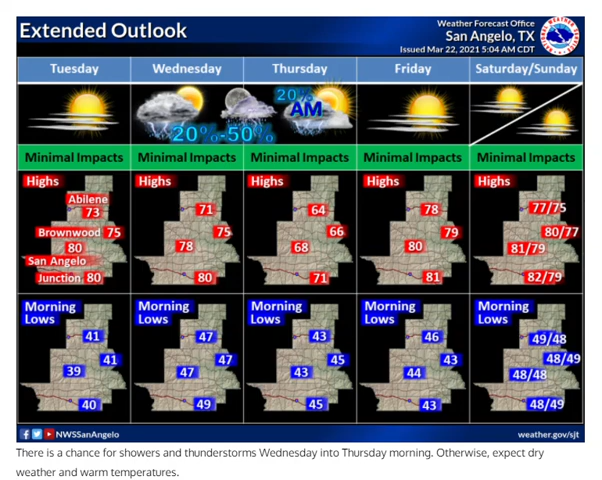 Extended Outlook
Weather Forecast Office
San Angelo, TX
Issued Mar 22, 2021 5:04 AM CDT
Tuesday Wednesday Thursday Friday Saturday/Sunday
20%-50%
20%
AM
Minimal Impacts Minimal Impacts Minimal Impacts Minimal Impacts Minimal Impacts
Highs Highs Highs Highs Highs
Abilene
73 71 64 78 77/75
Brownwood 75 75 66 79 80/77
80 78 68 80 81/79
San Angelo
Junction 80 80 71 81 82/79
Morning Lows Morning Lows Morning Lows Morning Lows Morning Lows
41 47 43 46 49/48
41 47 45 43 48/49
39 47 43 44 48/48
40 49 45 43 48/49
NWSSanAngelo
weather.gov/sjt
There is a chance for showers and thunderstorms Wednesday into Thursday morning. Otherwise, expect dry
weather and warm temperatures.